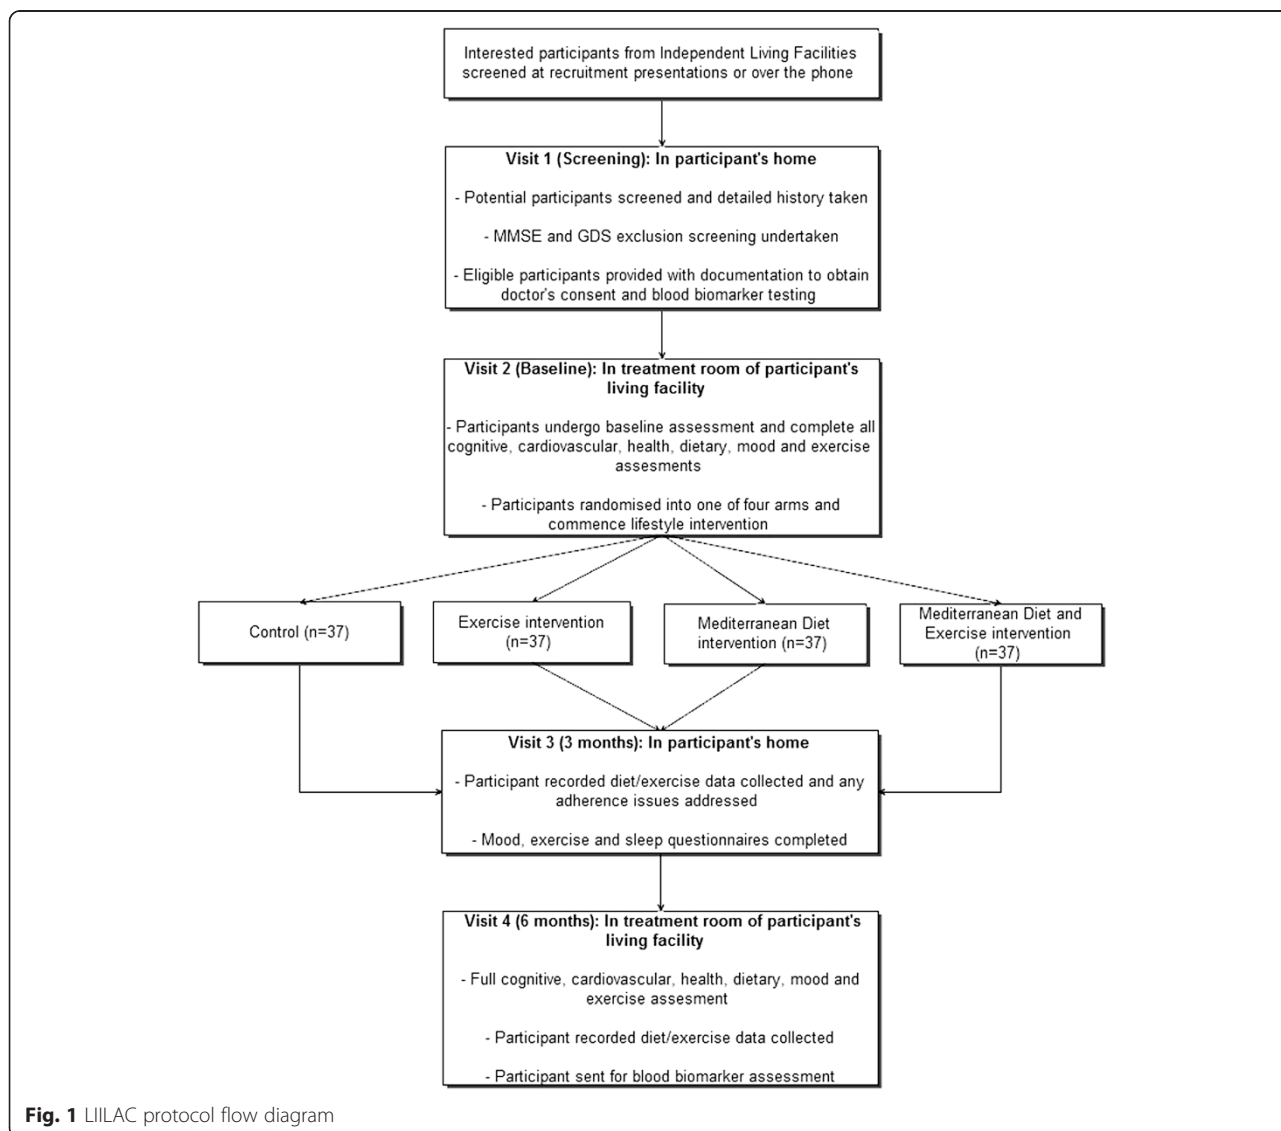 Interested participants from Independent Living Facilities
screened at recruitment presentations or over the phone
Visit 1 (Screening): In participant's home
- Potential participants screened and detailed history taken
- MMSE and GDS exclusion screening undertaken
- Eligible participants provided with documentation to obtain
doctor's consent and blood biomarker testing
Visit 2 (Baseline): In treatment room of participant's
living facility
- Participants undergo baseline assessment and complete all
cognitive, cardiovascular, health, dietary, mood and exercise
assesments
- Participants randomised into one of four arms and
commence lifestyle intervention
Control (n=37)
Exercise intervention
(n=37)
Mediterranean Diet
intervention (n=37)
Mediterranean Diet and
Exercise intervention
(n=37)
Visit 3 (3 months): In participant's home
- Participant recorded diet/exercise data collected and any
adherence issues addressed
- Mood, exercise and sleep questionnaires completed
Visit 4 (6 months): In treatment room of participant's
living facility
- Full cognitive, cardiovascular, health, dietary, mood and
exercise assesment
- Participant recorded diet/exercise data collected
- Participant sent for blood biomarker assessment
Fig. 1 LIILAC protocol flow diagram